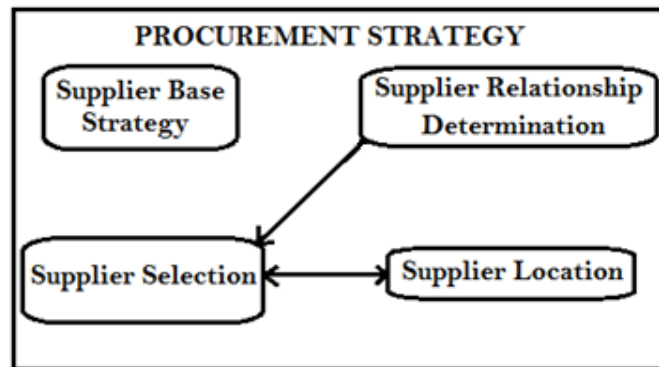 PROCUREMENT STRATEGY
Supplier Base
Strategy
Supplier Relationship
Determination
Supplier Selection
Supplier Location